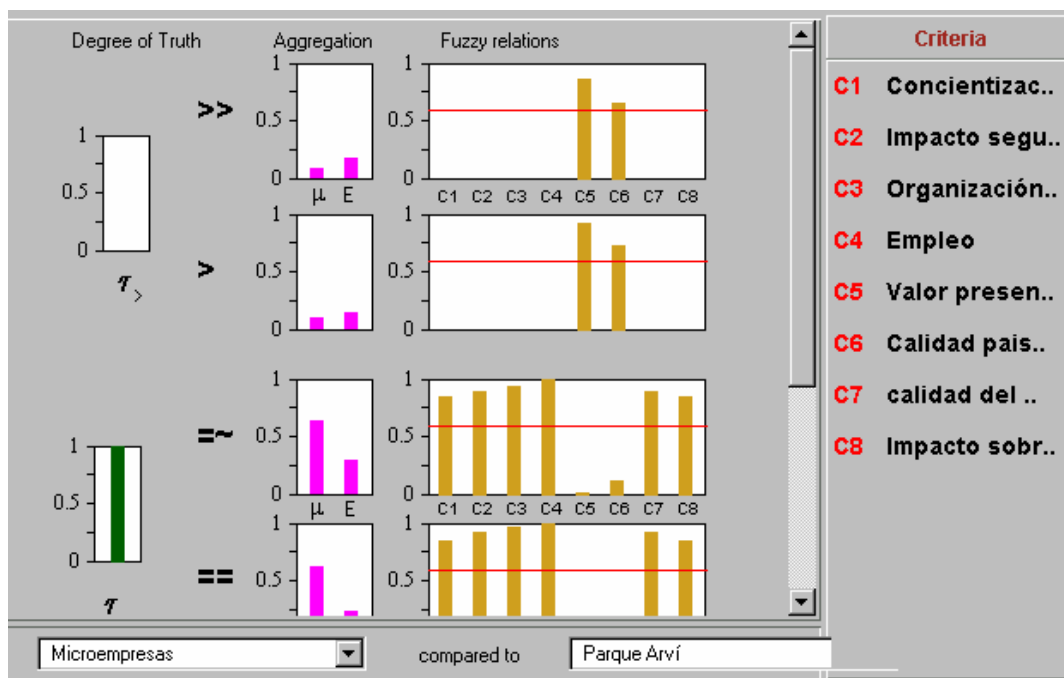 Degree of Truth Aggregation Fuzzy relations Criteria
>>
1
0.5
0
μ E
1
0.5
0
C1 C2 C3 C4 C5 C6 C7 C8
1
0.5
0
τ >
>
1
0.5
0
1
0.5
0
=~
1
0.5
0
μ E
1
0.5
0
C1 C2 C3 C4 C5 C6 C7 C8
1
0.5
0
τ
==
1
0.5
1
0.5
C1 Concientizac..
C2 Impacto segu..
C3 Organización..
C4 Empleo
C5 Valor presen..
C6 Calidad pais..
C7 calidad del ..
C8 Impacto sobr..
Microempresas compared to Parque Arví